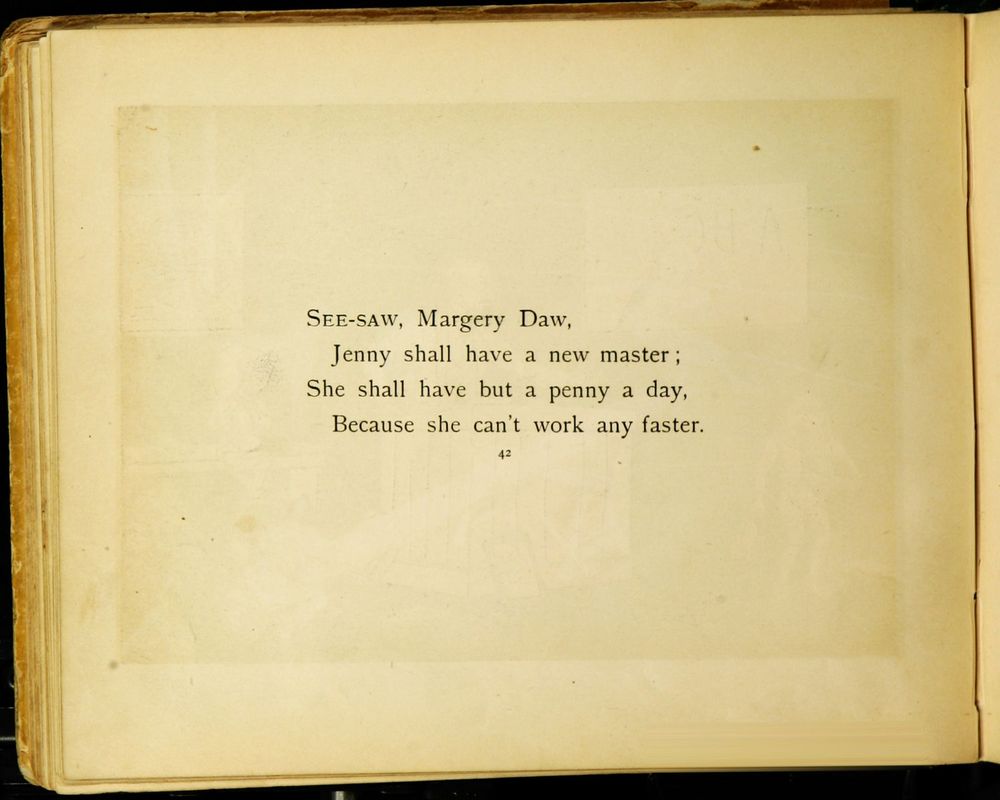 SEE-SAW, Margery Daw,
Jenny shall have a new master ;
She shall have but a penny a day,
Because she can't work any faster.
42